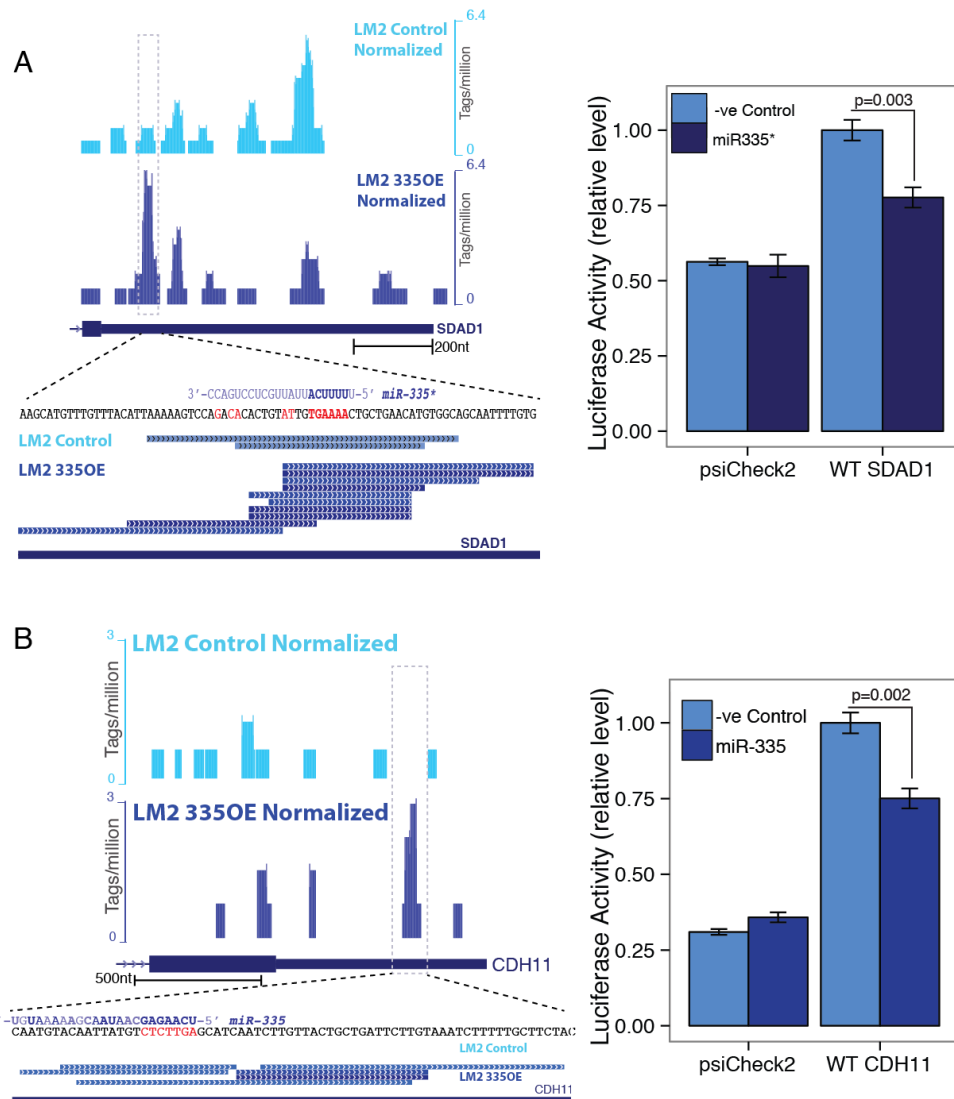 A
LM2 Control
Normalized
6.4
Tags/million
0
LM2 335OE
Normalized
6.4
Tags/million
0
SDAD1
200nt
3'-CCAGUCCUCGUUAUUACUUUUU-5' miR-335*
AAGCATGTTTGTTTACATTAAAAAGTCCAGACACACTGTATTGTGAAAACTGCTGAACATGTGGCAGCAATTTTGTG
LM2 Control
LM2 335OE
SDAD1
Luciferase Activity (relative level)
-ve Control
miR335*
p=0.003
1.00
0.75
0.50
0.25
0.00
psiCheck2
WT SDAD1
B
3
LM2 Control Normalized
Tags/million
0
3
LM2 335OE Normalized
Tags/million
0
CDH11
500nt
-UGUAAAAAGCAAUAACGAGAACU-5' miR-335
CAATGTACAATTATGTCTCTTGAGCATCAATCTTGTTACTGCTGATTCTTGTAAATCTTTTTGCTTCTAC
LM2 Control
LM2 335OE
CDH11
Luciferase Activity (relative level)
-ve Control
miR-335
p=0.002
1.00
0.75
0.50
0.25
0.00
psiCheck2
WT CDH11